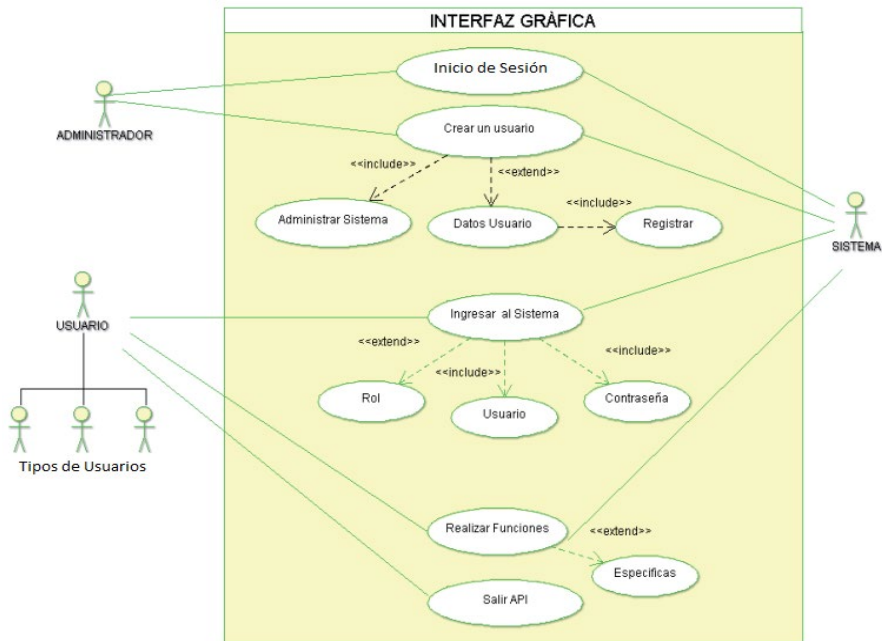 INTERFAZ GRÀFICA
Inicio de Sesión
ADMINISTRADOR
Crear un usuario
<<include>>
<<extend>>
<<include>>
Administrar Sistema
Datos Usuario
Registrar
SISTEMA
Ingresar al Sistema
USUARIO
<<extend>>
<<include>>
<<include>>
Rol
Usuario
Contraseña
Tipos de Usuarios
Realizar Funciones
<<extend>>
Especificas
Salir API